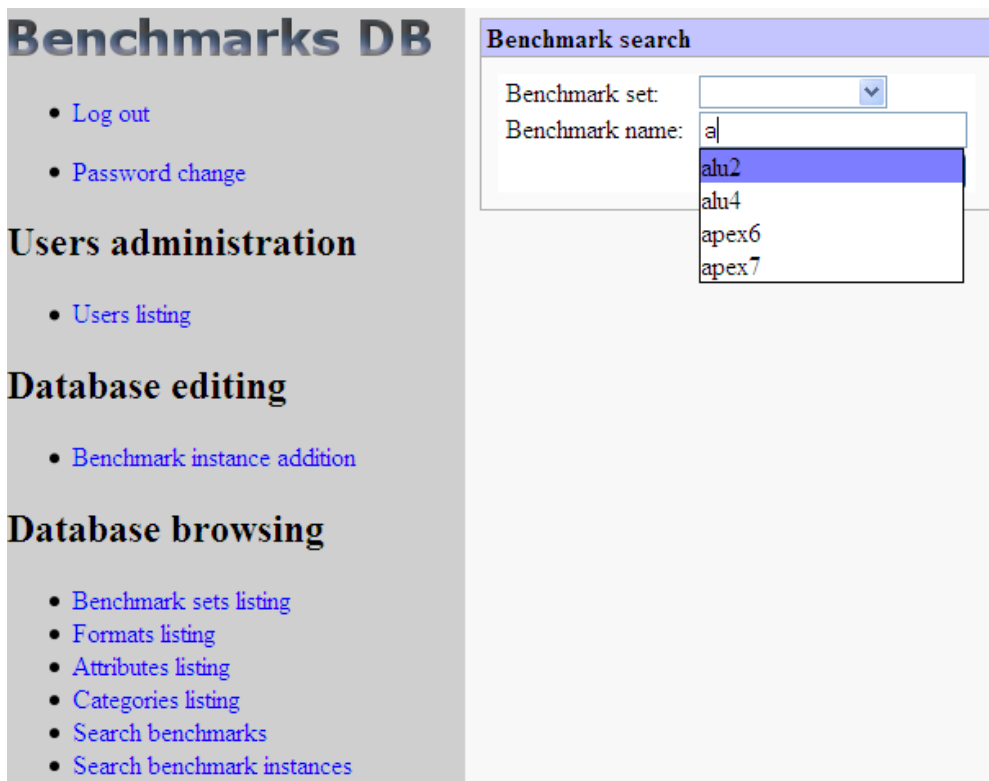 Benchmarks DB
Log out
Password change
Users administration
Users listing
Database editing
Benchmark instance addition
Database browsing
Benchmark sets listing
Formats listing
Attributes listing
Categories listing
Search benchmarks
Search benchmark instances
Benchmark search
Benchmark set:
Benchmark name: a
alu2
alu4
apex6
apex7